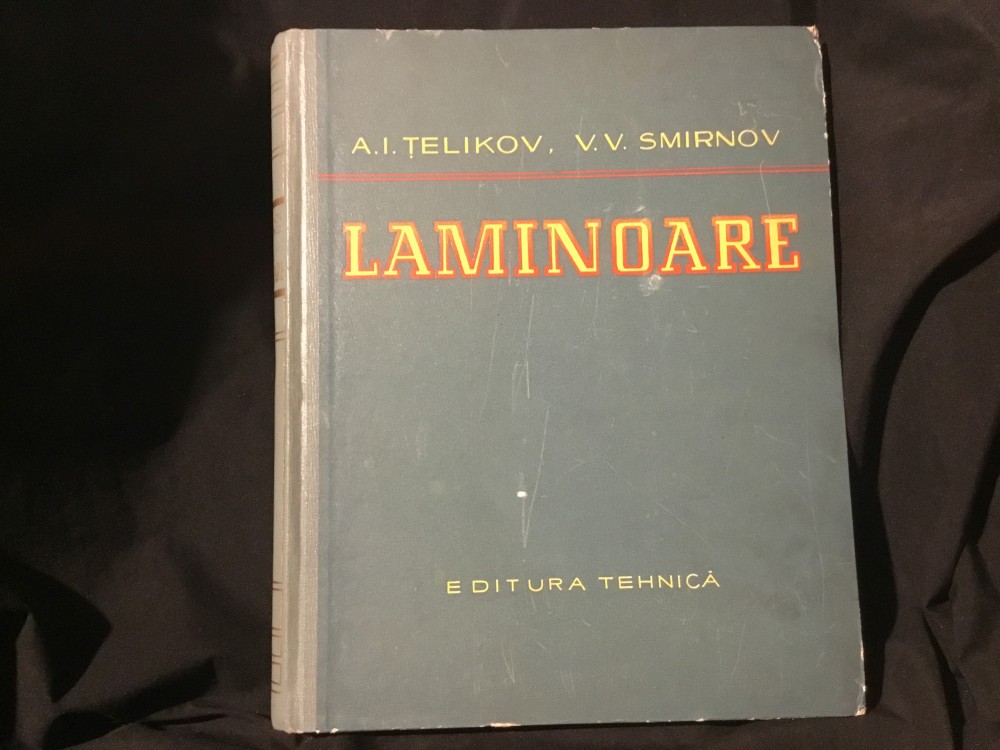 A.I. ȚELIKOV, V.V. SMIRNOV
LAMINOARE
EDITURA TEHNICĂ